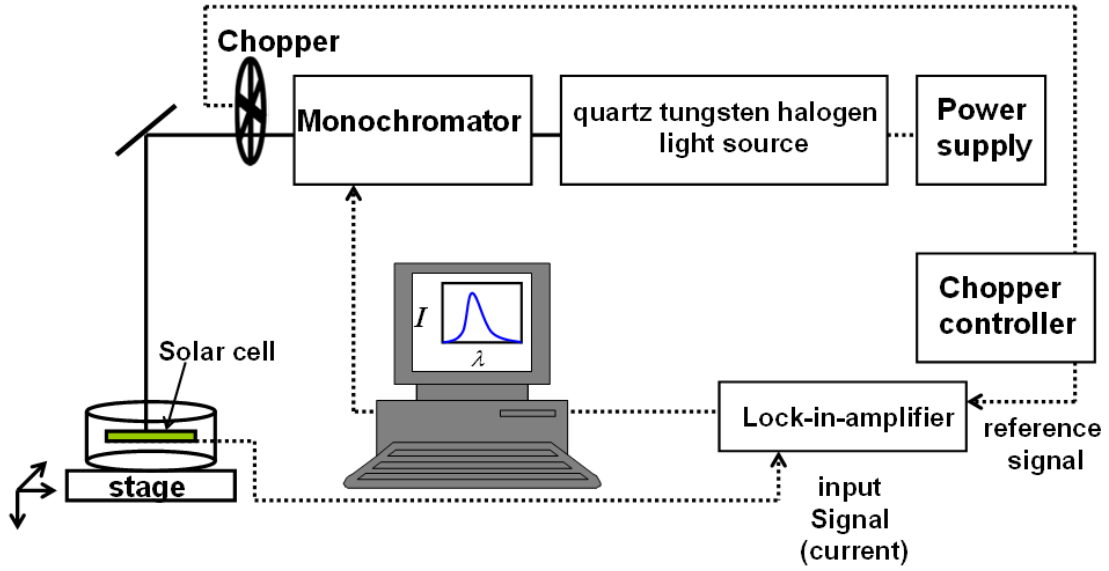 Chopper
Monochromator
quartz tungsten halogen
light source
Power
supply
Chopper
controller
I
λ
Solar cell
Lock-in-amplifier
reference
signal
stage
input
Signal
(current)